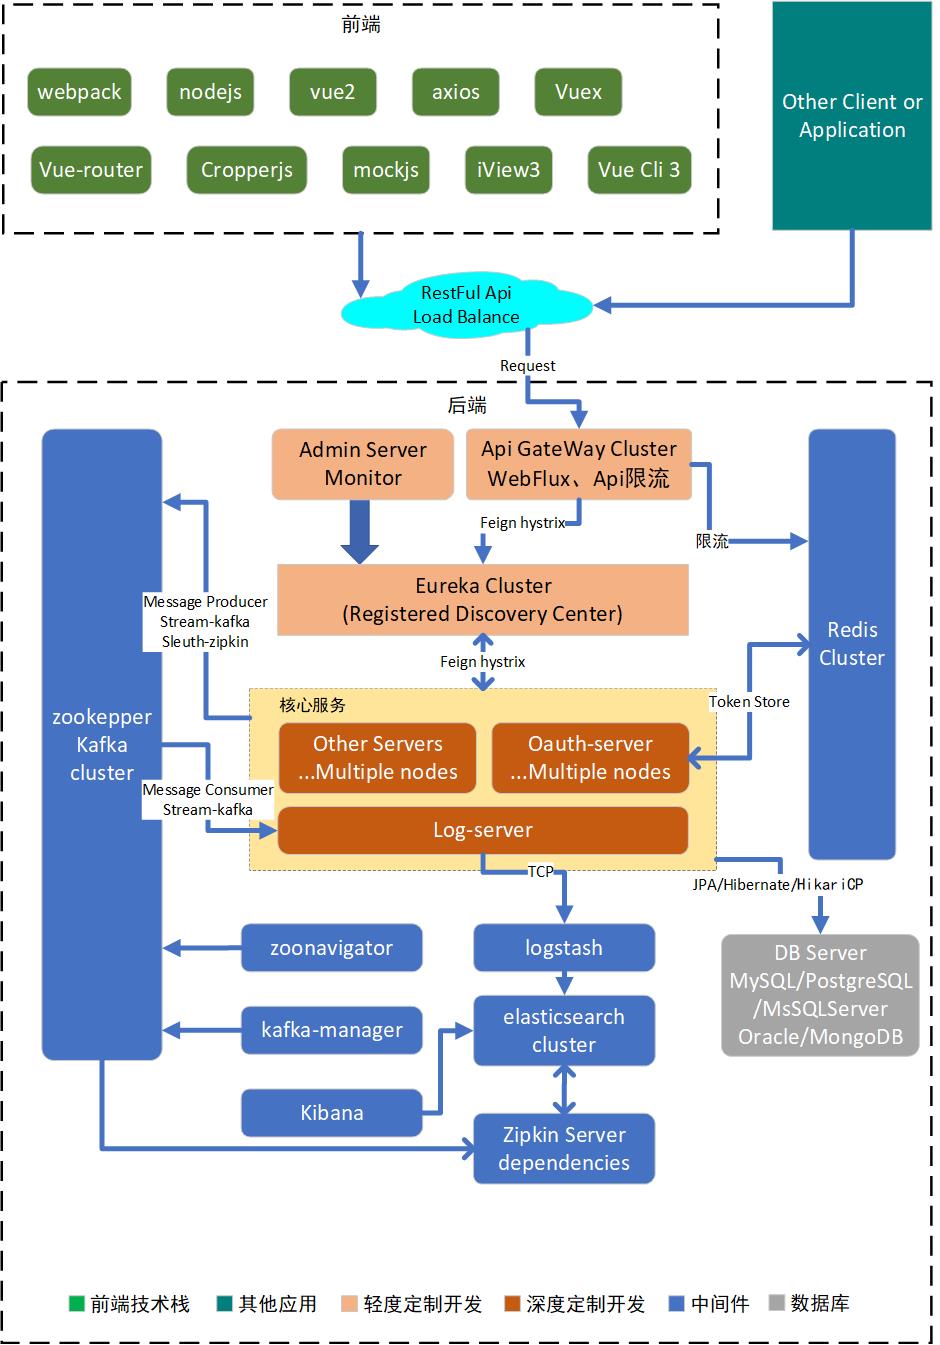 前端
webpack
nodejs
vue2
axios
Vuex
Vue-router
Cropperjs
mockjs
iView3
Vue Cli 3
Other Client or
Application
RestFul Api
Load Balance
Request
后端
Admin Server
Monitor
Api GateWay Cluster
WebFlux、Api限流
Feign hystrix
限流
Eureka Cluster
(Registered Discovery Center)
Message Producer
Stream-kafka
Sleuth-zipkin
Feign hystrix
Redis
Cluster
zookepper
Kafka
cluster
核心服务
Token Store
Other Servers
...Multiple nodes
Oauth-server
...Multiple nodes
Message Consumer
Stream-kafka
Log-server
TCP
JPA/Hibernate/HikariCP
zoonavigator
logstash
DB Server
MySQL/PostgreSQL
/MsSQLServer
Oracle/MongoDB
kafka-manager
elasticsearch
cluster
Kibana
Zipkin Server
dependencies
前端技术栈
其他应用
轻度定制开发
深度定制开发
中间件
数据库